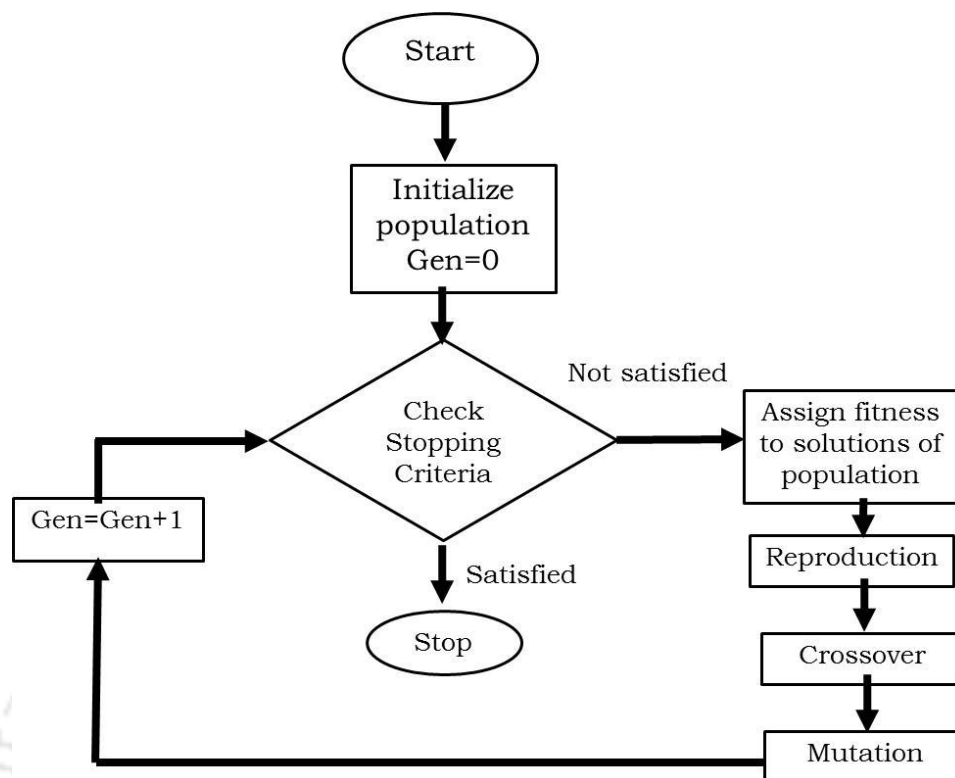 Start
Initialize
population
Gen=0
Not satisfied
Check
Stopping
Criteria
Assign fitness
to solutions of
population
Gen=Gen+1
Reproduction
Satisfied
Stop
Crossover
Mutation